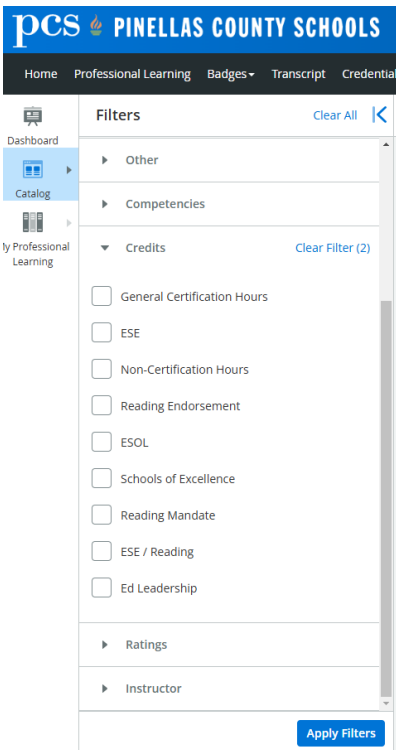 pcs PINELLAS COUNTY SCHOOLS
Home Professional Learning Badges Transcript Credential
Dashboard
Catalog
My Professional
Learning
Filters Clear All
Other
Competencies
Credits Clear Filter (2)
General Certification Hours
ESE
Non-Certification Hours
Reading Endorsement
ESOL
Schools of Excellence
Reading Mandate
ESE / Reading
Ed Leadership
Ratings
Instructor
Apply Filters